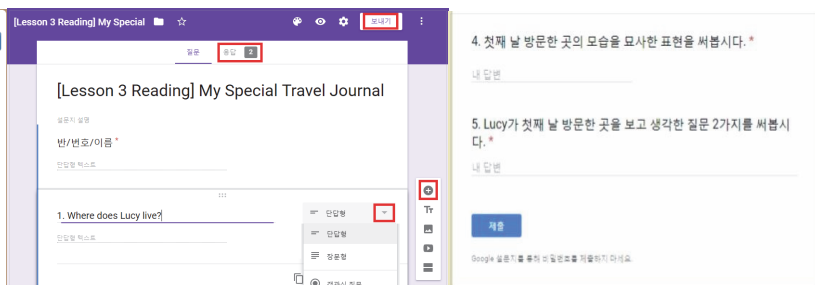 [Lesson 3 Reading] My Special
보내기
질문
응답 2
[Lesson 3 Reading] My Special Travel Journal
설문지 설명
반/번호/이름 *
단답형 텍스트
1. Where does Lucy live?
단답형 텍스트
단답형
단답형
장문형
객관식 질문
Tт
4. 첫째 날 방문한 곳의 모습을 묘사한 표현을 써봅시다. *
내 답변
5. Lucy가 첫째 날 방문한 곳을 보고 생각한 질문 2가지를 써봅시
다. *
내 답변
제출
Google 설문지를 통해 비밀번호를 제출하지 마세요.